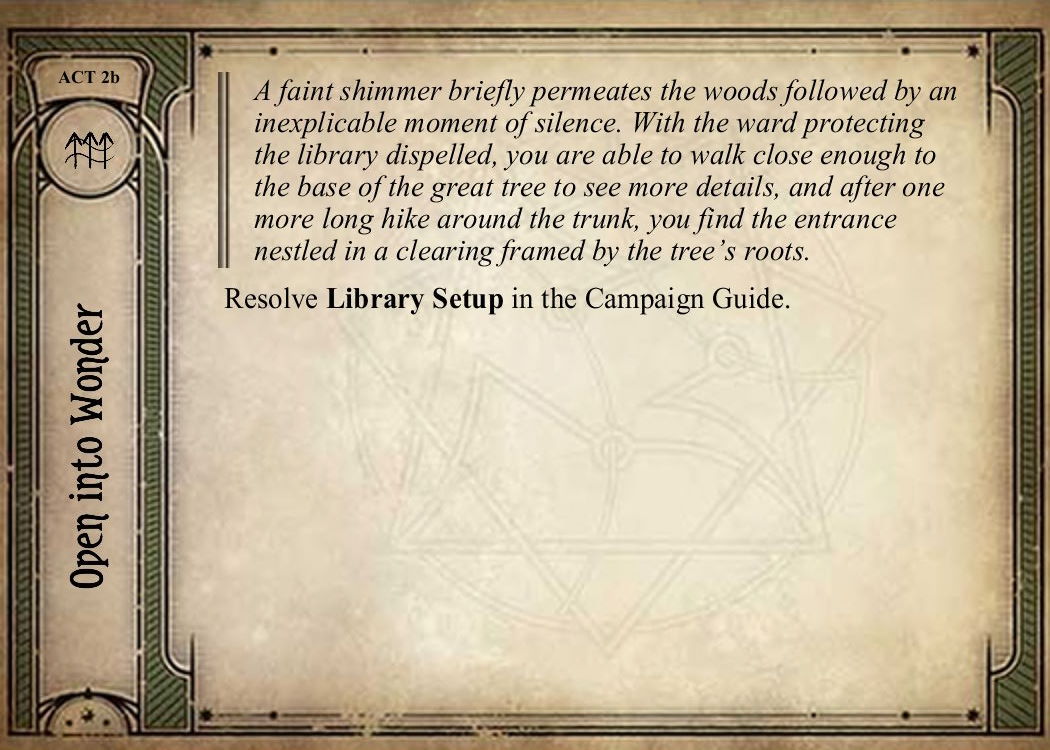 ACT 2b
Open into Wonder
A faint shimmer briefly permeates the woods followed by an
inexplicable moment of silence. With the ward protecting
the library dispelled, you are able to walk close enough to
the base of the great tree to see more details, and after one
more long hike around the trunk, you find the entrance
nestled in a clearing framed by the tree’s roots.
Resolve Library Setup in the Campaign Guide.